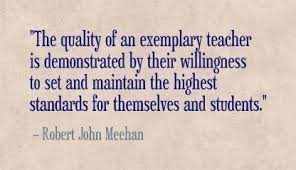 "The quality of an exemplary teacher
is demonstrated by their willingness
to set and maintain the highest
standards for themselves and students."
– Robert John Meehan